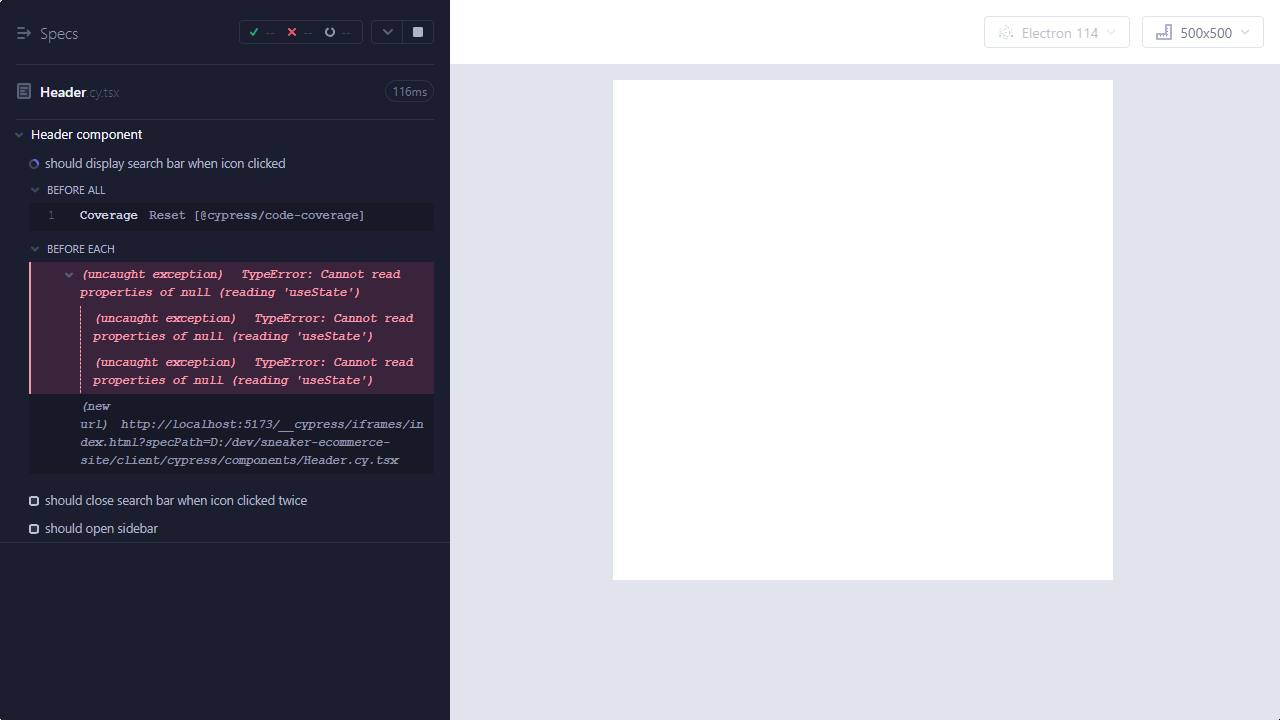 Specs
-- -- --
Electron 114
500x500
Header.cy.tsx
116ms
Header component
should display search bar when icon clicked
BEFORE ALL
1 Coverage Reset [@cypress/code-coverage]
BEFORE EACH
(uncaught exception) TypeError: Cannot read
properties of null (reading 'useState')
(uncaught exception) TypeError: Cannot read
properties of null (reading 'useState')
(uncaught exception) TypeError: Cannot read
properties of null (reading 'useState')
(new
url) http://localhost:5173/__cypress/iframes/in
dex.html?specPath=D:/dev/sneaker-ecommerce-
site/client/cypress/components/Header.cy.tsx
should close search bar when icon clicked twice
should open sidebar